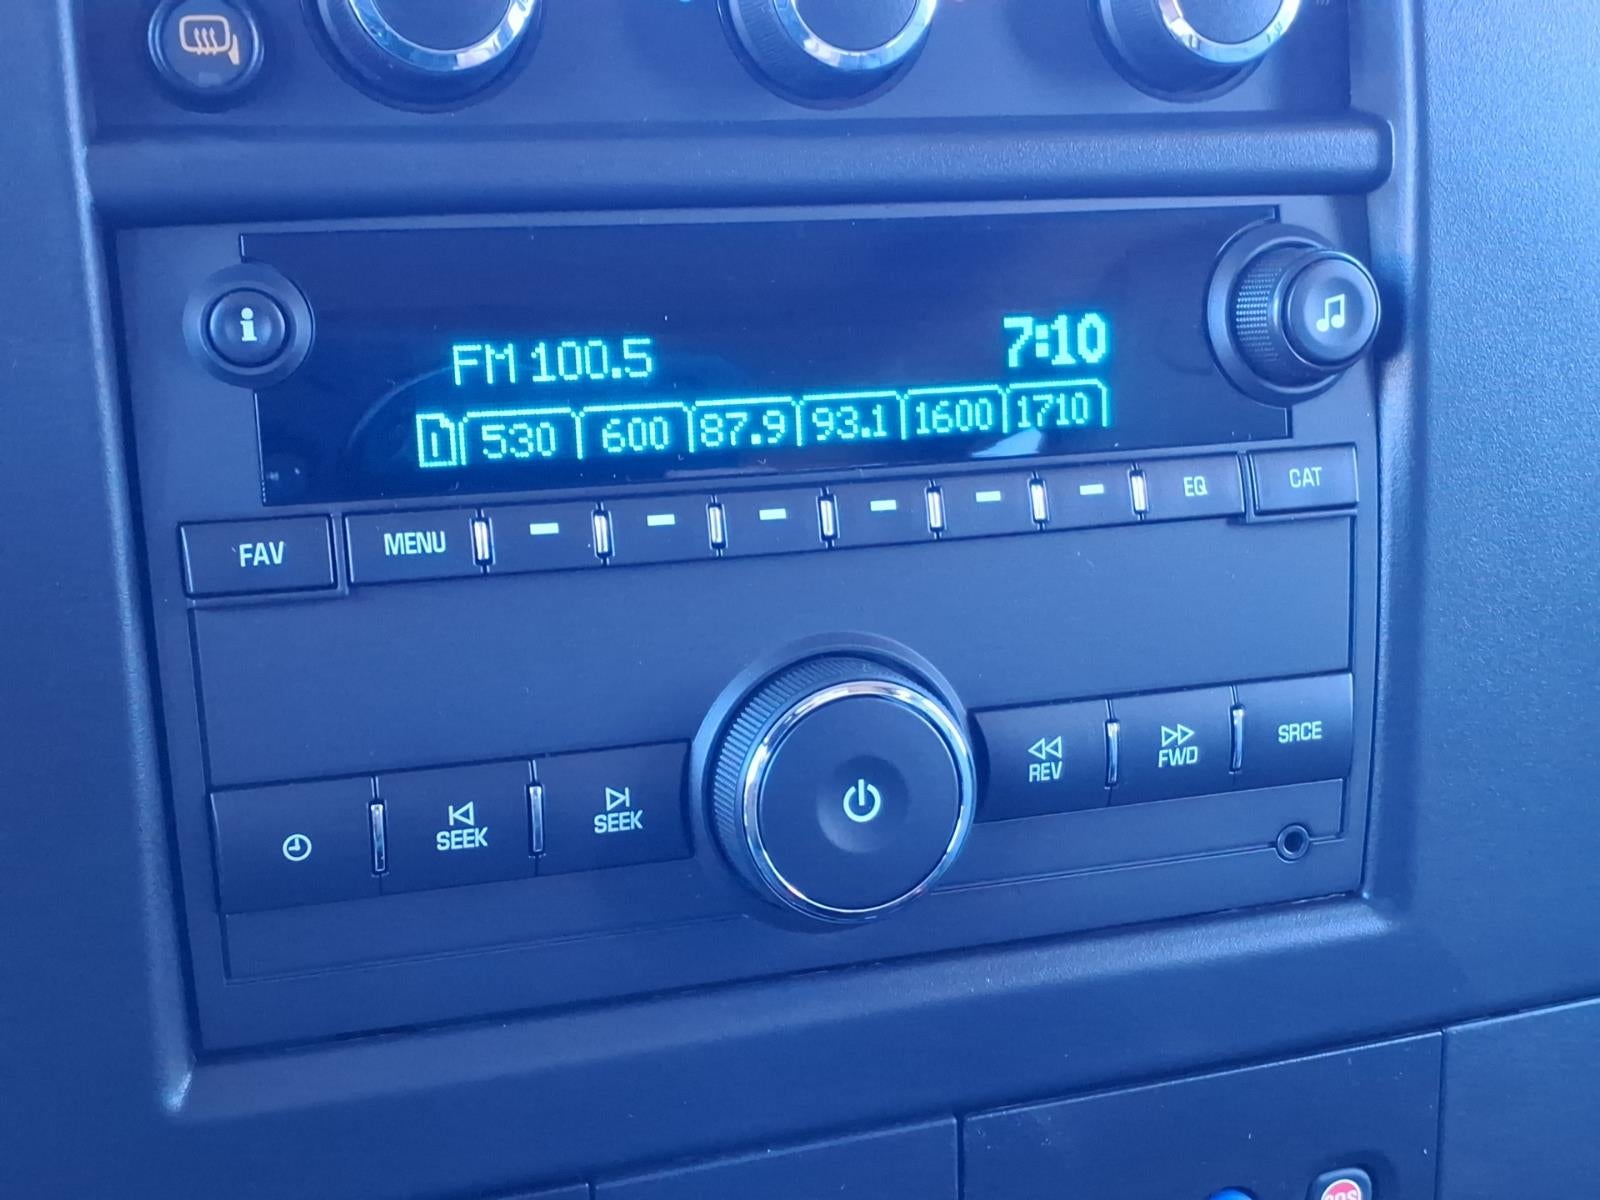 i
FM 100.5 7:10
1 530 600 87.9 93.1 1600 1710
FAV MENU EQ CAT
SEEK SEEK REV FWD SRCE